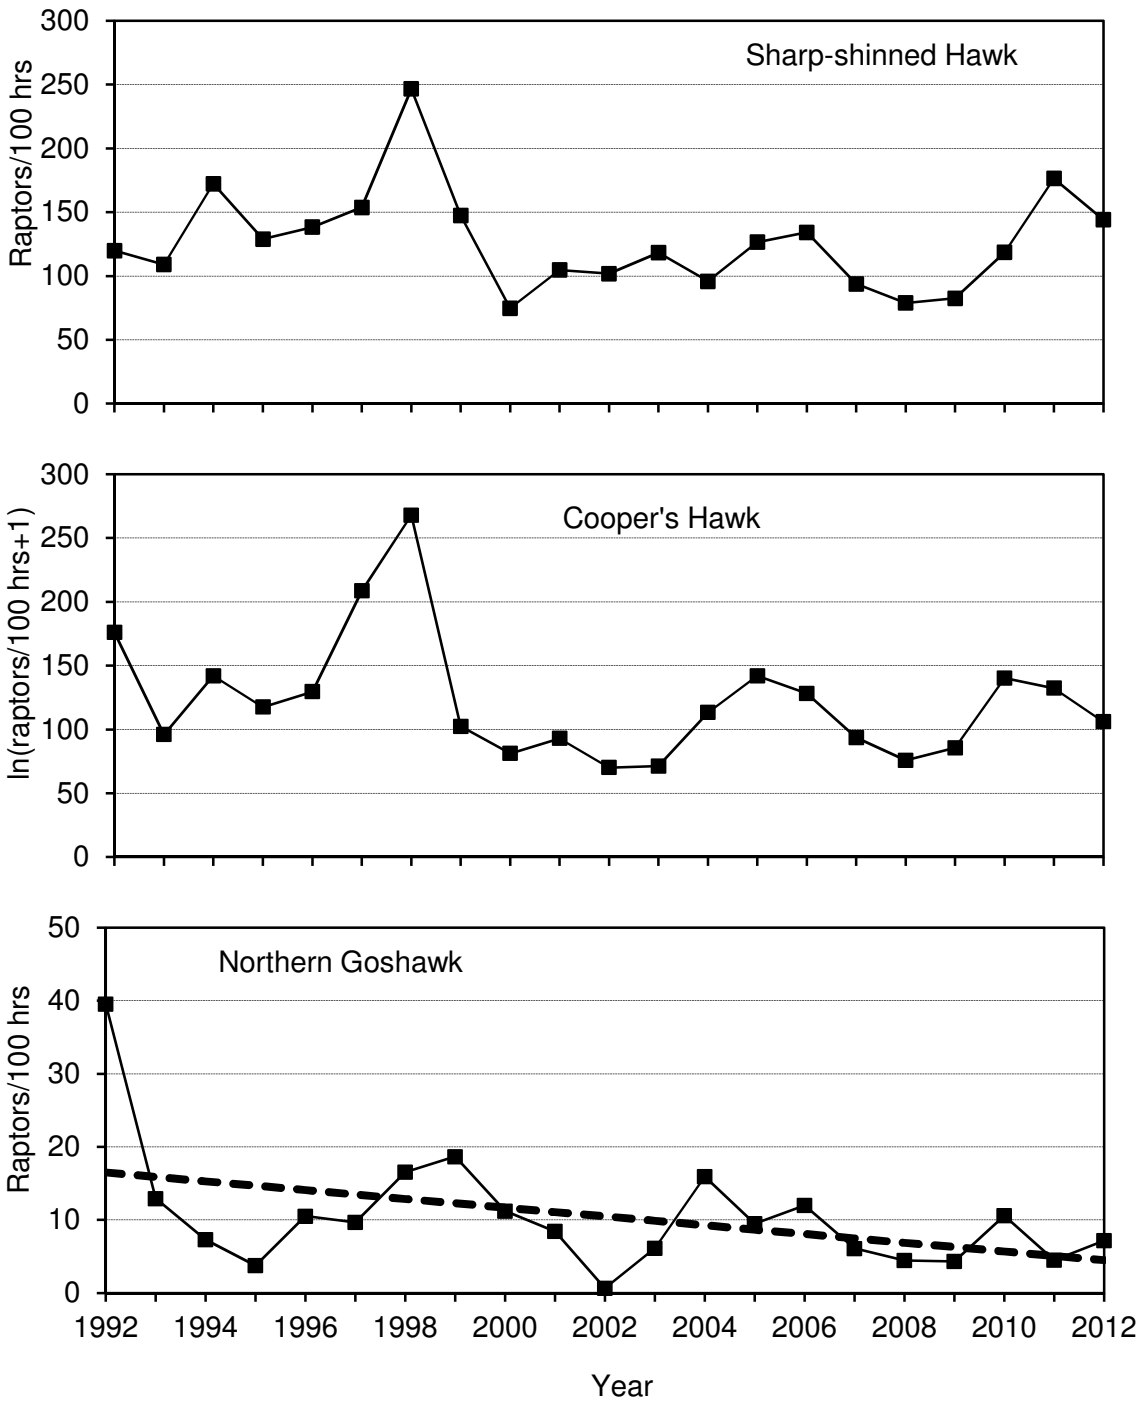 Sharp-shinned Hawk
Raptors/100 hrs
300
250
200
150
100
50
0
Cooper's Hawk
ln(raptors/100 hrs+1)
300
250
200
150
100
50
0
Northern Goshawk
Raptors/100 hrs
50
40
30
20
10
0
1992 1994 1996 1998 2000 2002 2004 2006 2008 2010 2012
Year